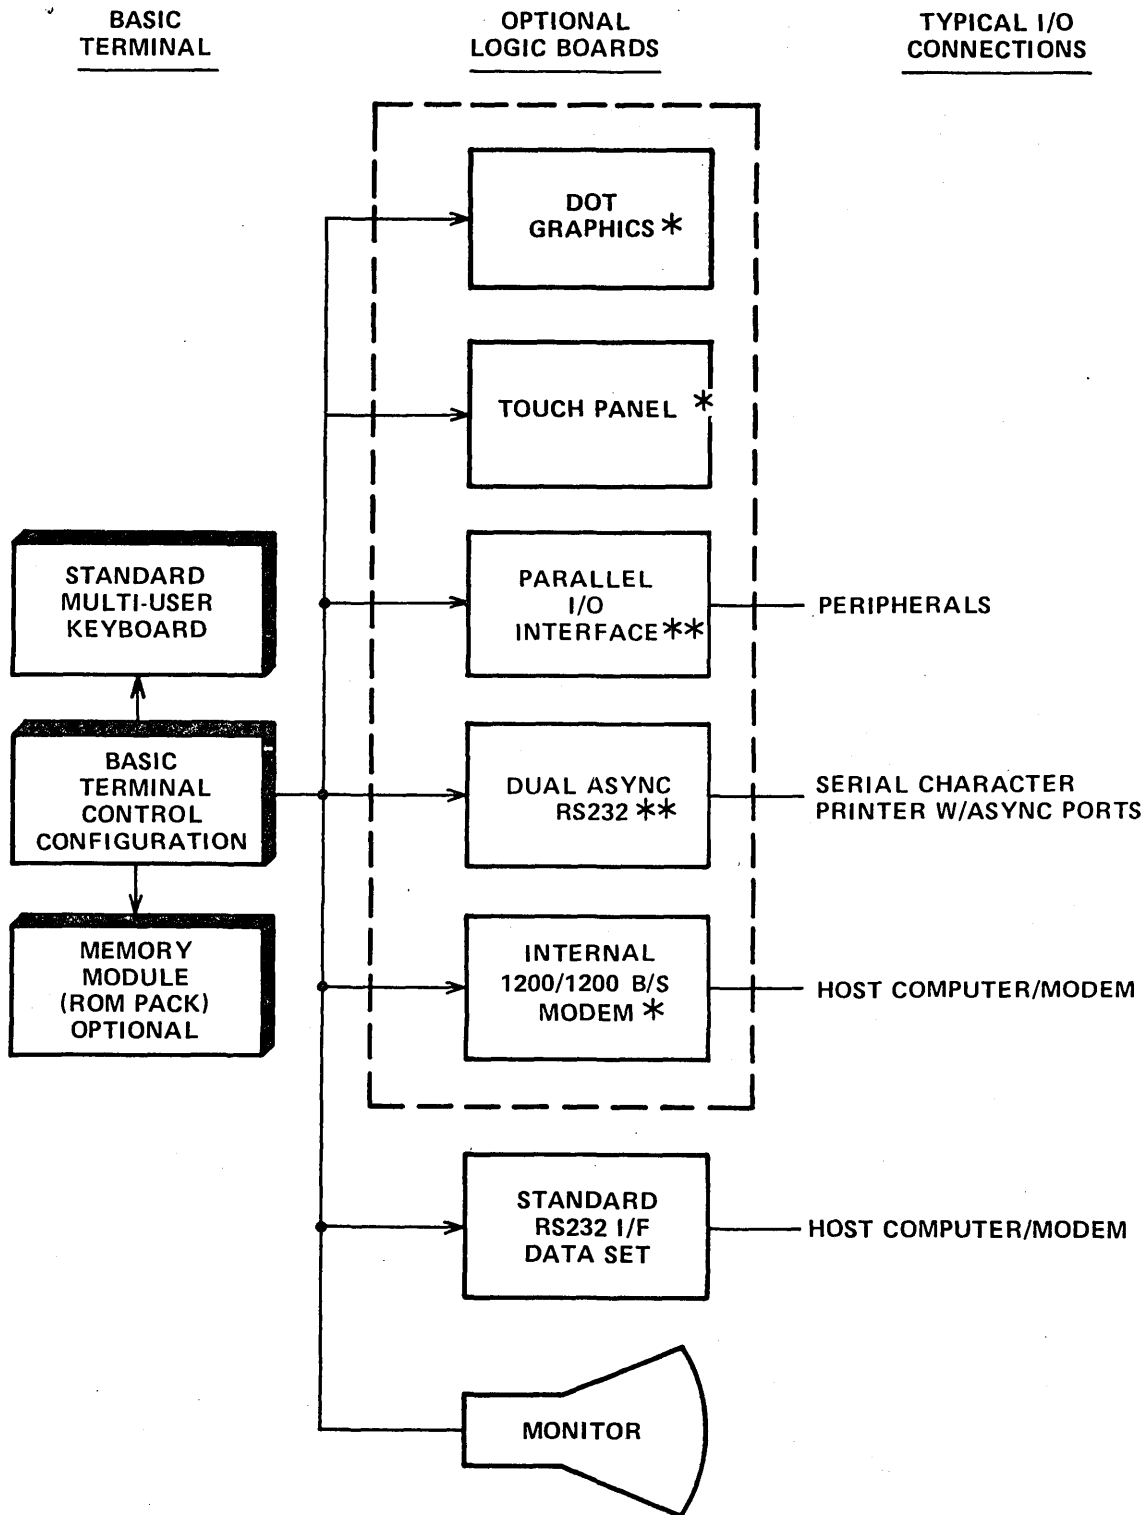 BASIC
TERMINAL
OPTIONAL
LOGIC BOARDS
TYPICAL I/O
CONNECTIONS
DOT
GRAPHICS *
TOUCH PANEL *
STANDARD
MULTI-USER
KEYBOARD
PARALLEL
I/O
INTERFACE **
PERIPHERALS
BASIC
TERMINAL
CONTROL
CONFIGURATION
DUAL ASYNC
RS232 **
SERIAL CHARACTER
PRINTER W/ASYNC PORTS
MEMORY
MODULE
(ROM PACK)
OPTIONAL
INTERNAL
1200/1200 B/S
MODEM *
HOST COMPUTER/MODEM
STANDARD
RS232 I/F
DATA SET
HOST COMPUTER/MODEM
MONITOR